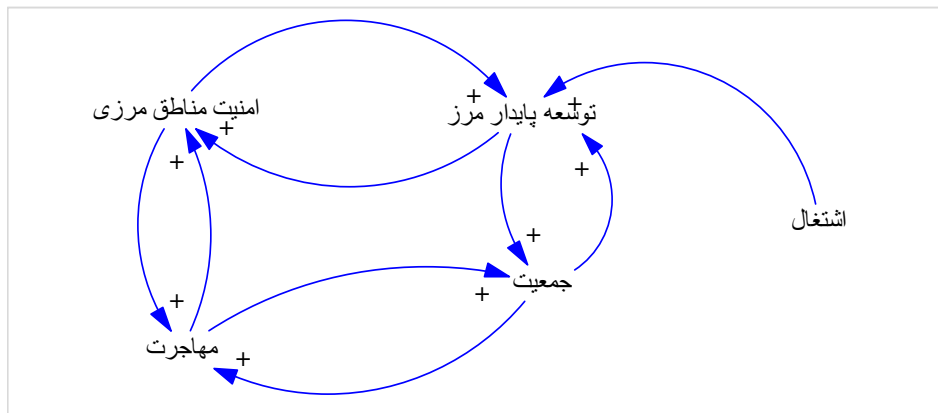 امنیت مناطق مرزی
توسعه پایدار مرز
اشتغال
جمعیت
مهاجرت
+
+
+
+
+
+
+
+
+